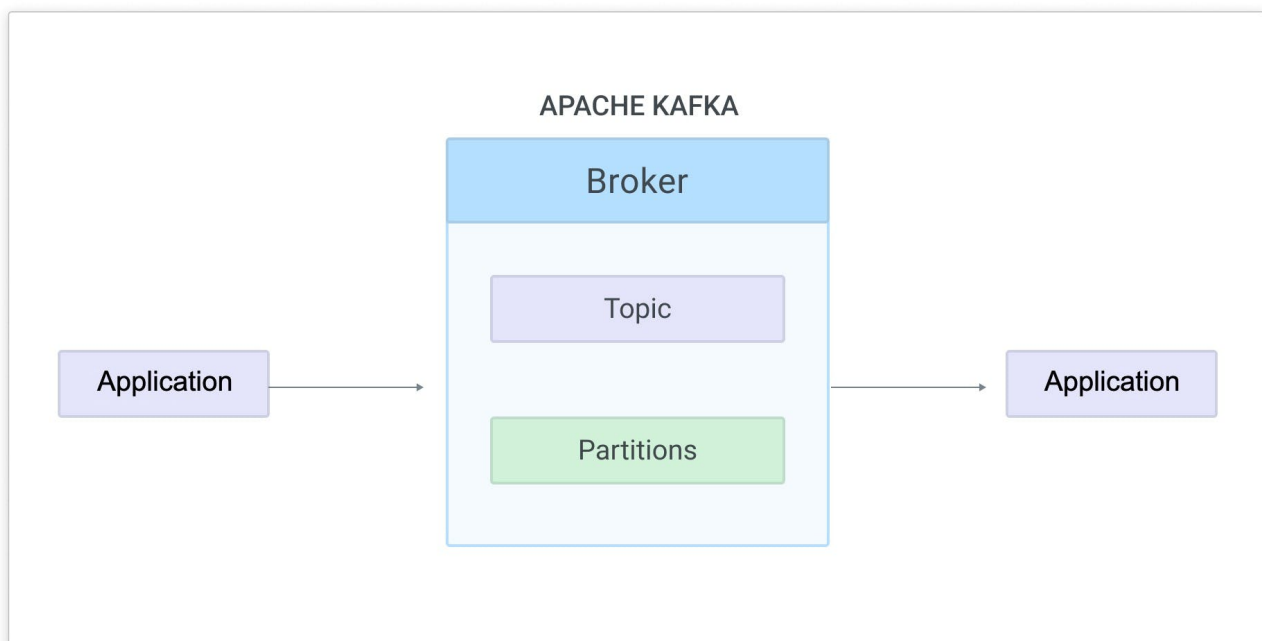 APACHE KAFKA
Broker
Topic
Application
Application
Partitions